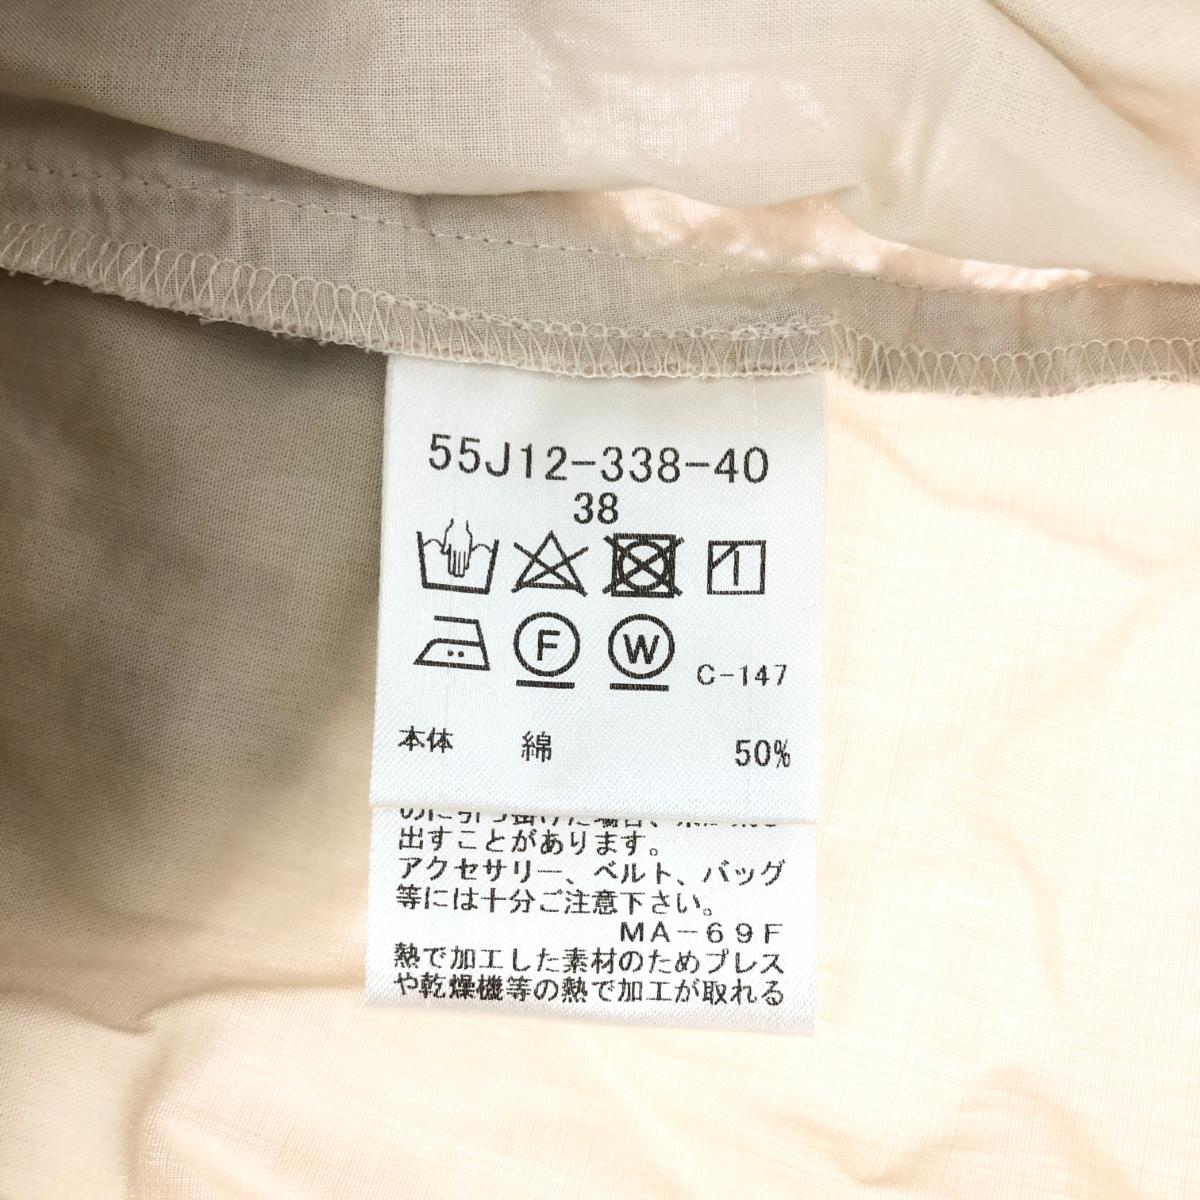 55J12-338-40
38
F W C-147
本体 綿 50%
出すことがあります。
アクセサリー、ベルト、バッグ
等には十分ご注意下さい。
MA-69F
熱で加工した素材のためプレス
や乾燥機等の熱で加工が取れる